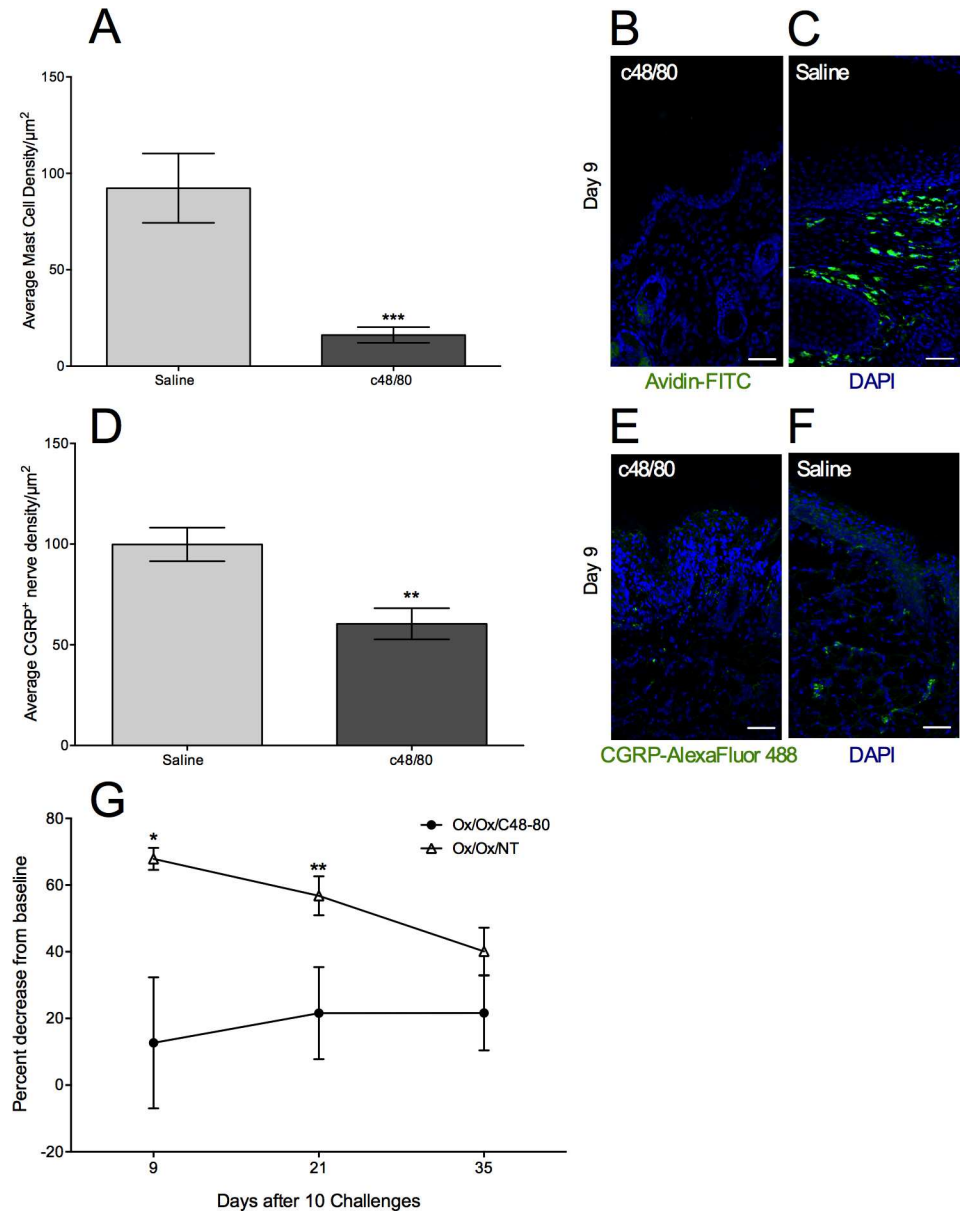 A
150
100
50
0
Average Mast Cell Density/µm²
***
Saline
c48/80
B
C
c48/80
Saline
Day 9
Avidin-FITC
DAPI
D
150
100
50
0
Average CGRP⁺ nerve density/µm²
**
Saline
c48/80
E
F
c48/80
Saline
Day 9
CGRP-AlexaFluor 488
DAPI
G
80
60
40
20
0
-20
Percent decrease from baseline
*
**
Ox/Ox/C48-80
Ox/Ox/NT
9
21
35
Days after 10 Challenges